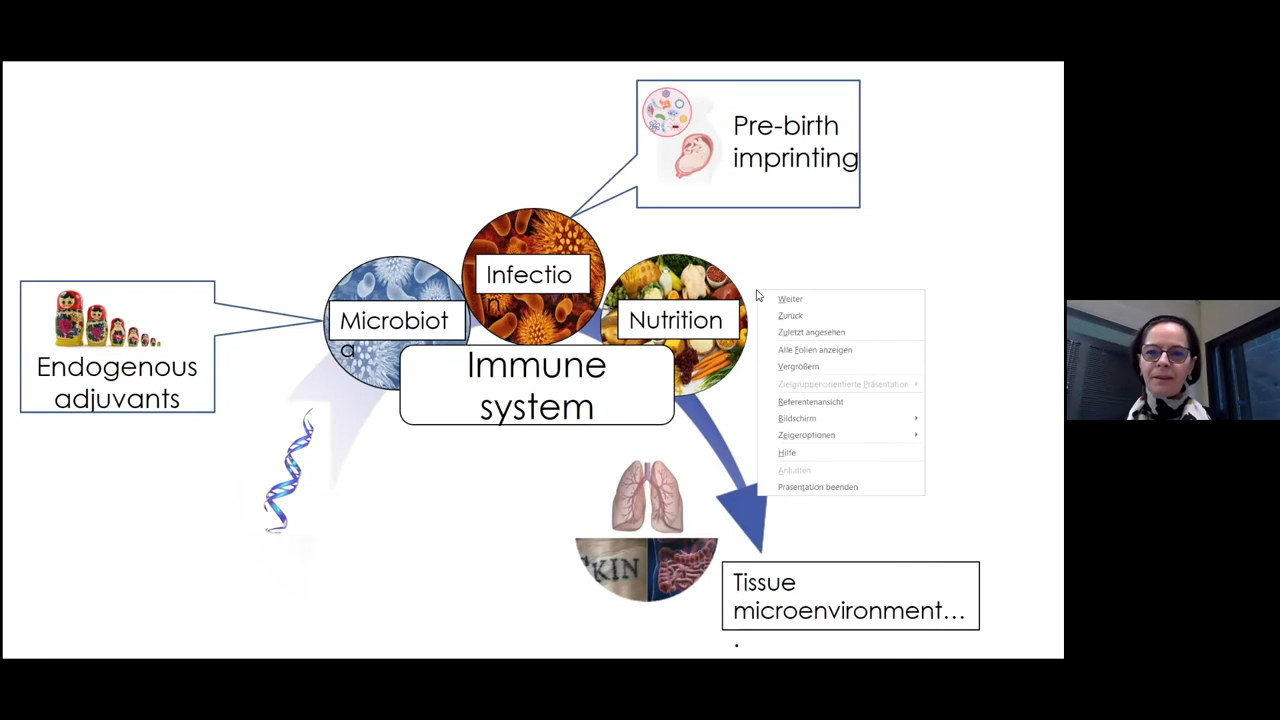 Pre-birth
imprinting
Infectio
Microbiot
a
Nutrition
Immune
system
Endogenous
adjuvants
Weiter
Zurück
Zuletzt angesehen
Alle Folien anzeigen
Vergrößern
Zielgruppenorientierte Präsentation
Referentenansicht
Bildschirm
Zeigeroptionen
Hilfe
Anhalten
Präsentation beenden
KIN
Tissue
microenvironment...
.